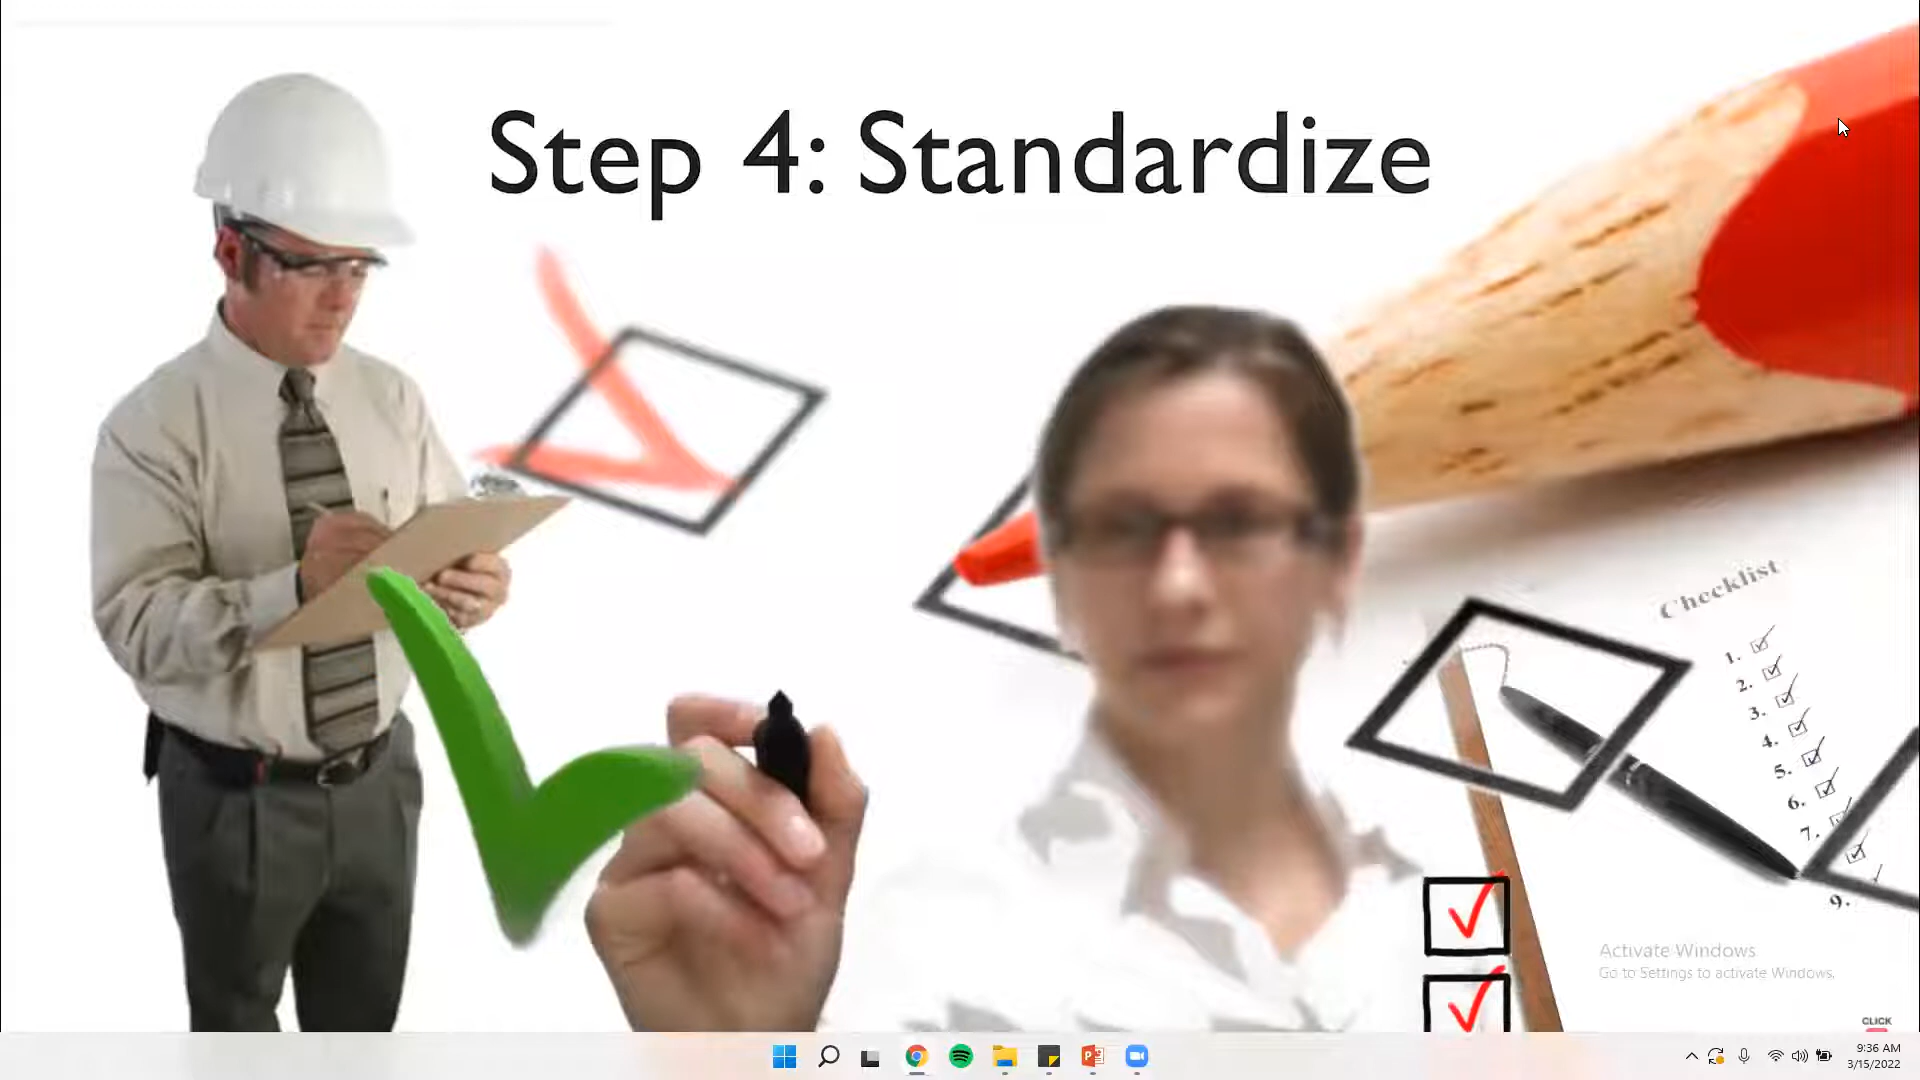 Step 4: Standardize
Checklist
1.
2.
3.
4.
5.
6.
7.
9.
Activate Windows
Go to Settings to activate Windows.
CLICK
9:36 AM
3/15/2022